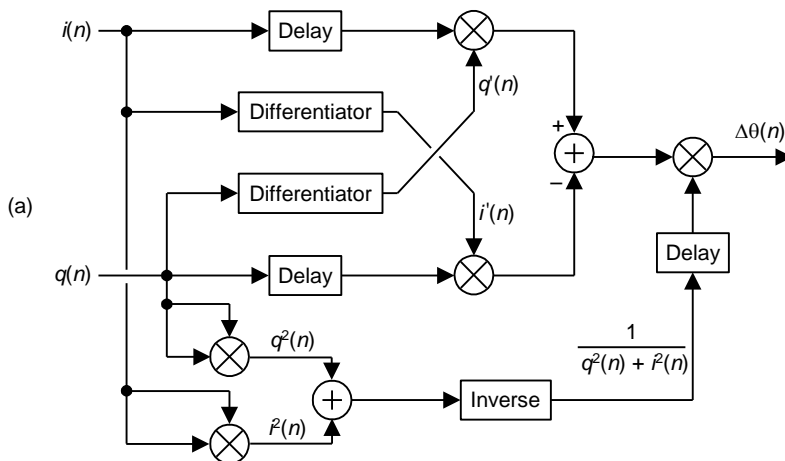 i(n)
Delay
q'(n)
Differentiator
+
Δθ(n)
+
−
(a)
Differentiator
i'(n)
Delay
q(n)
Delay
q²(n)
1
q²(n) + i²(n)
+
Inverse
i²(n)